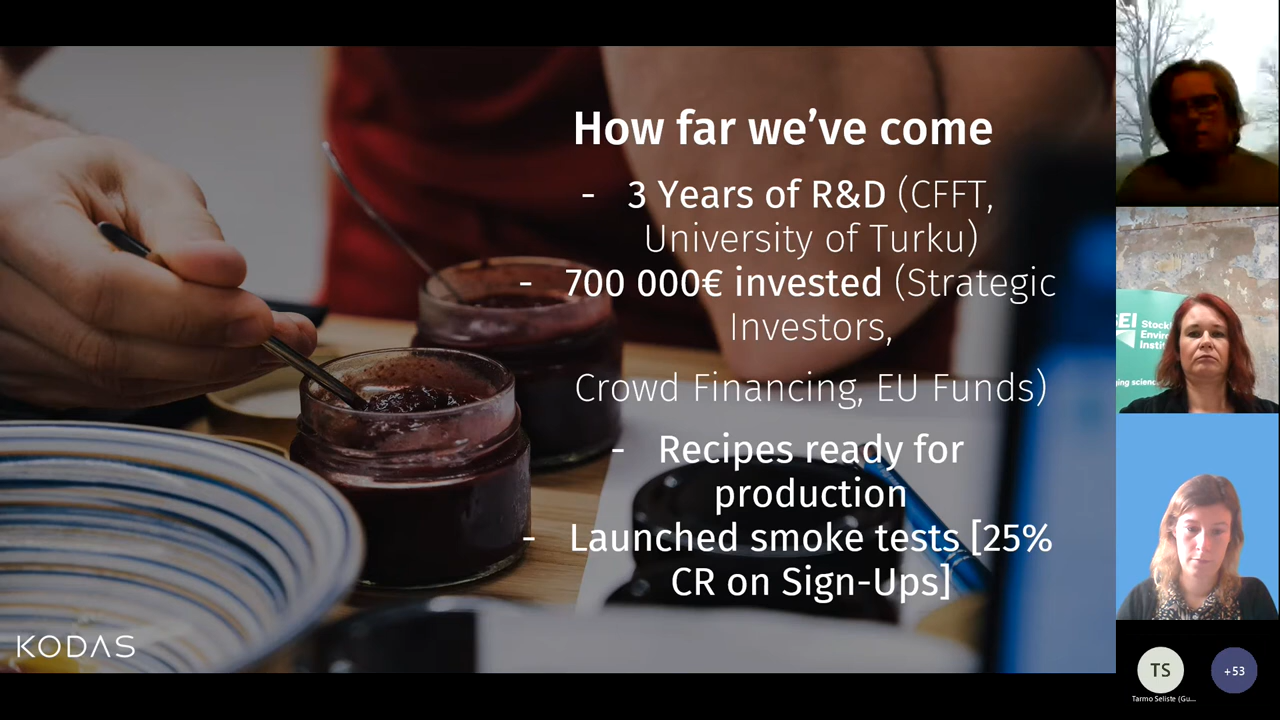 How far we’ve come
- 3 Years of R&D (CFFT,
University of Turku)
- 700 000€ invested (Strategic
Investors,
Crowd Financing, EU Funds)
- Recipes ready for
production
- Launched smoke tests [25%
CR on Sign-Ups]
KODAS
SEI
TS
+53
Tarmo Seliste (Gu...